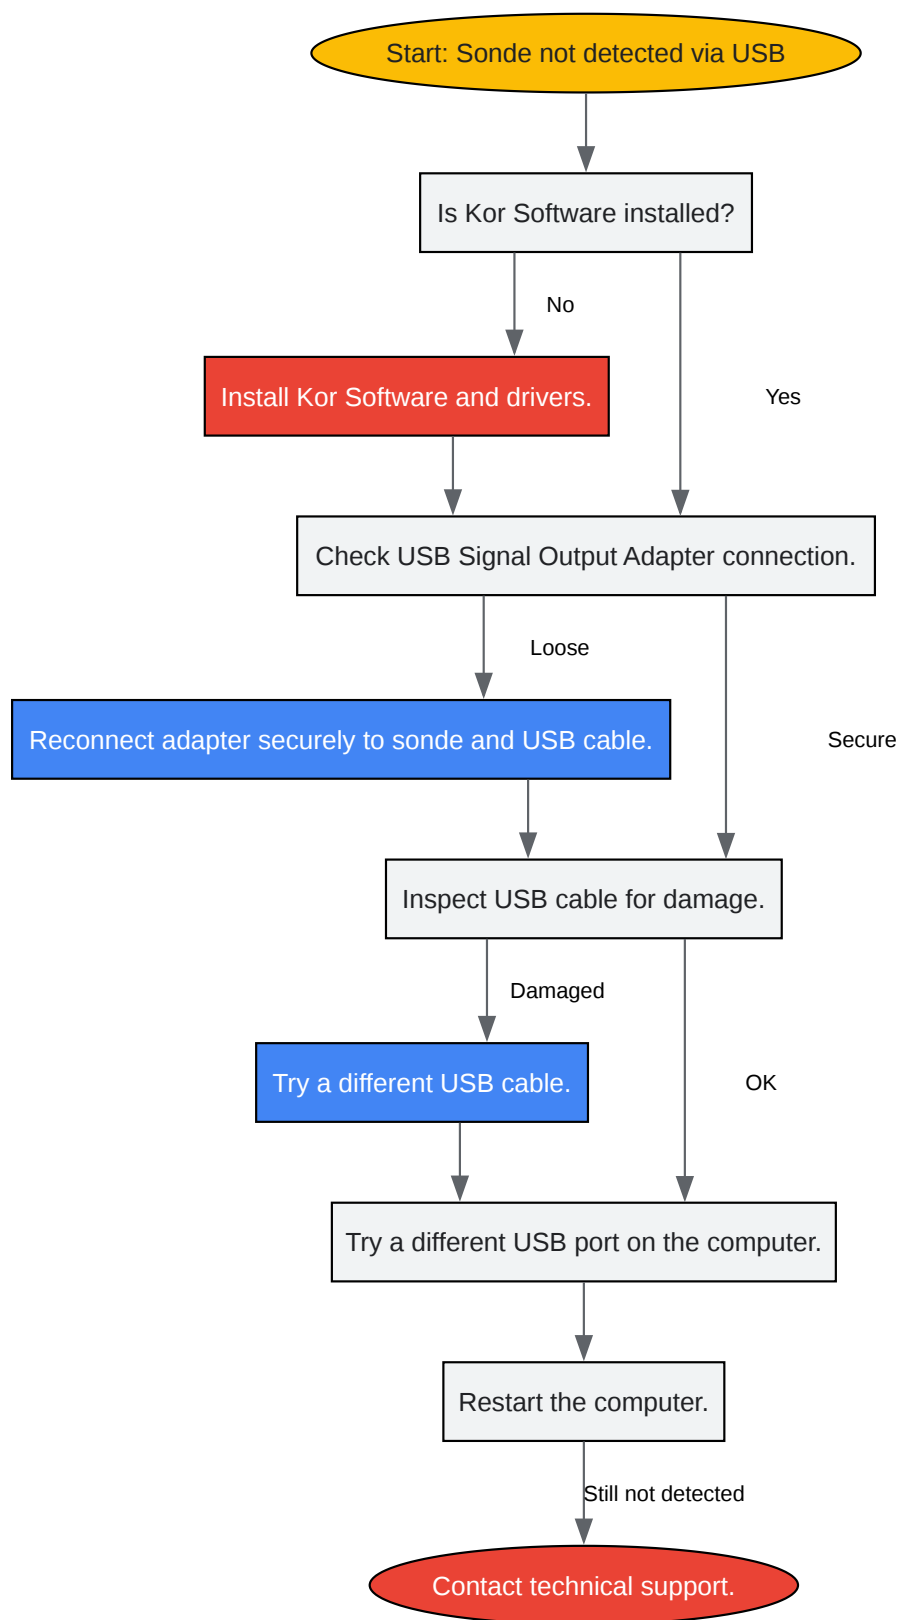 Start: Sonde not detected via USB
Is Kor Software installed?
No
Install Kor Software and drivers.
Yes
Check USB Signal Output Adapter connection.
Loose
Reconnect adapter securely to sonde and USB cable.
Secure
Inspect USB cable for damage.
Damaged
Try a different USB cable.
OK
Try a different USB port on the computer.
Restart the computer.
Still not detected
Contact technical support.